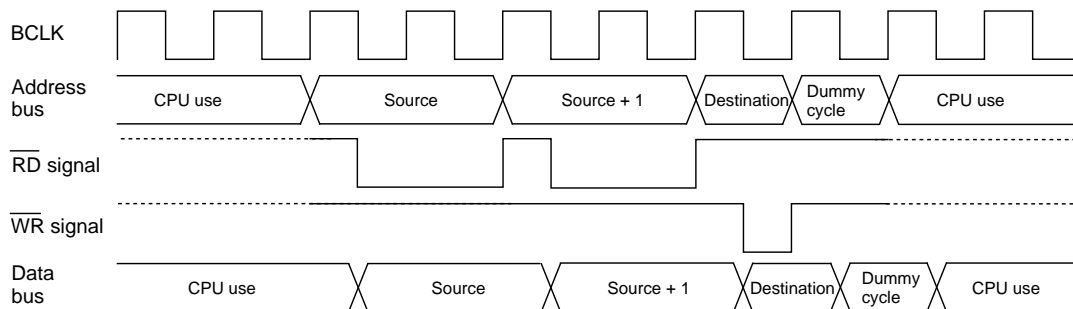 BCLK
Address
bus
CPU use
Source
Source + 1
Destination
Dummy
cycle
CPU use
RD signal
WR signal
Data
bus
CPU use
Source
Source + 1
Destination
Dummy
cycle
CPU use